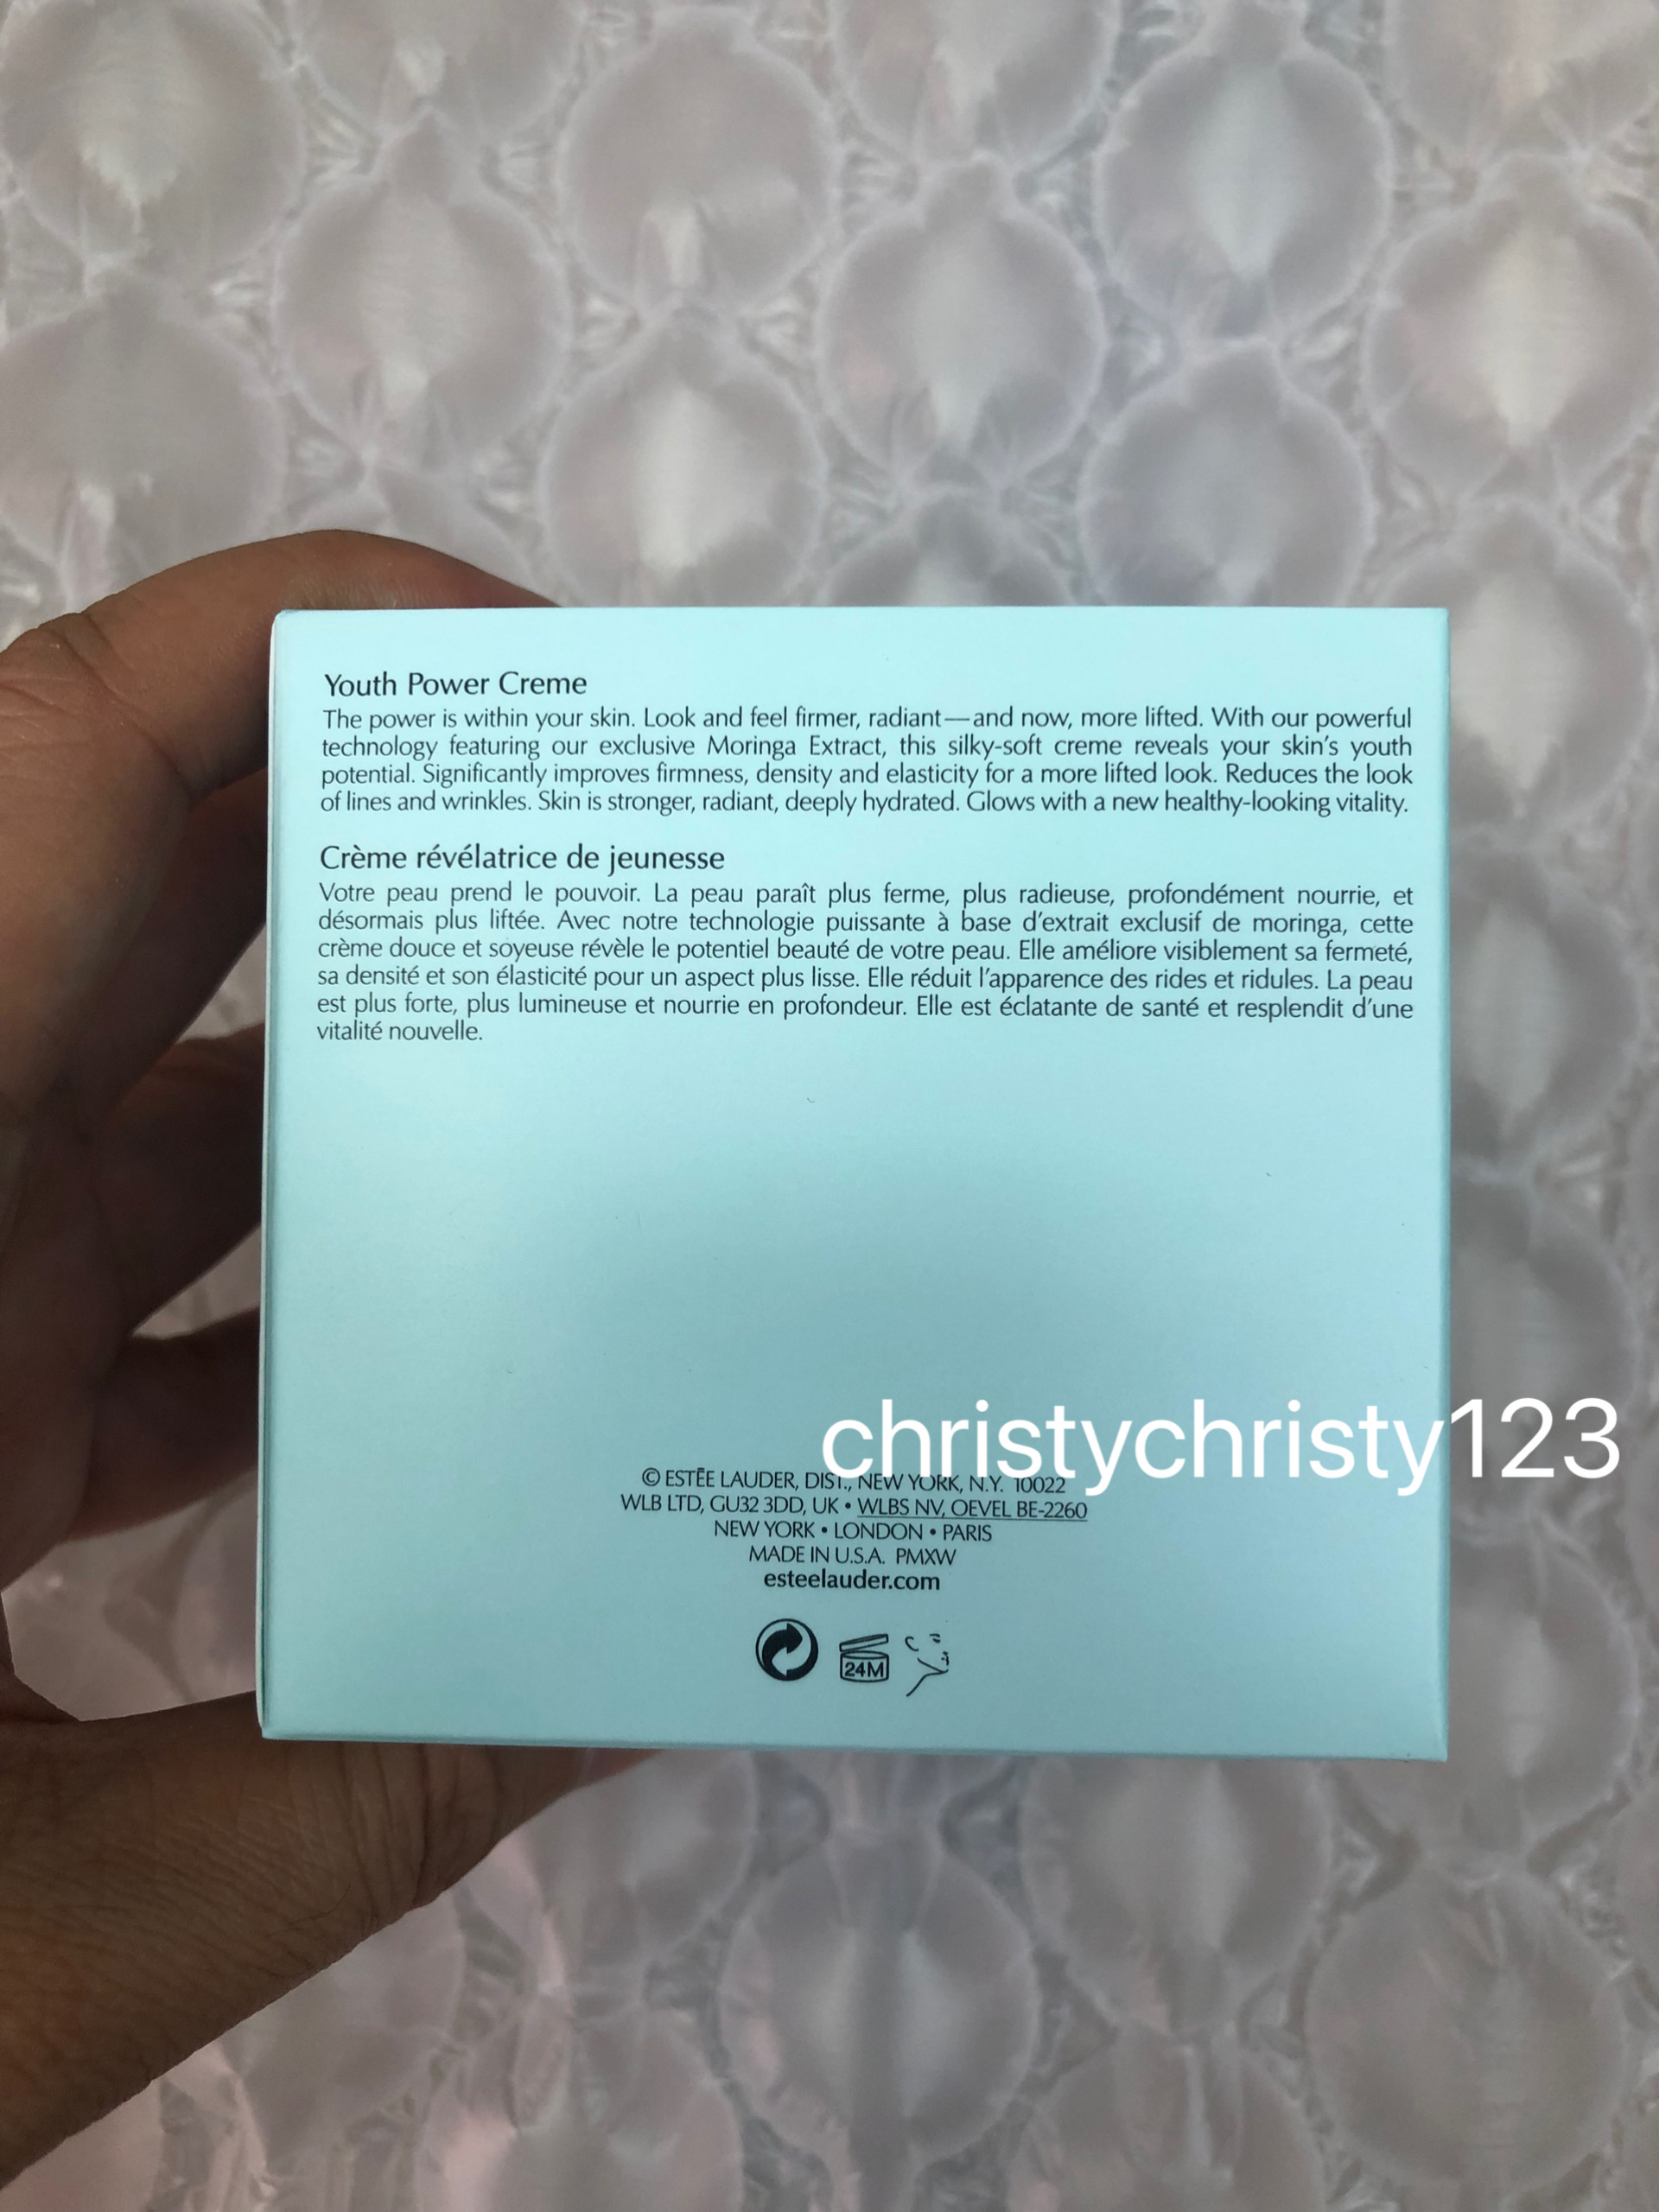 Youth Power Creme
The power is within your skin. Look and feel firmer, radiant—and now, more lifted. With our powerful
technology featuring our exclusive Moringa Extract, this silky-soft creme reveals your skin's youth
potential. Significantly improves firmness, density and elasticity for a more lifted look. Reduces the look
of lines and wrinkles. Skin is stronger, radiant, deeply hydrated. Glows with a new healthy-looking vitality.
Crème révélatrice de jeunesse
Votre peau prend le pouvoir. La peau paraît plus ferme, plus radieuse, profondément nourrie, et
désormais plus liftée. Avec notre technologie puissante à base d'extrait exclusif de moringa, cette
crème douce et soyeuse révèle le potentiel beauté de votre peau. Elle améliore visiblement sa fermeté,
sa densité et son élasticité pour un aspect plus lisse. Elle réduit l'apparence des rides et ridules. La peau
est plus forte, plus lumineuse et nourrie en profondeur. Elle est éclatante de santé et resplendit d'une
vitalité nouvelle.
christychristy123
© ESTĒE LAUDER, DIST., NEW YORK, N.Y. 10022
WLB LTD, GU32 3DD, UK • WLBS NV, OEVEL BE-2260
NEW YORK • LONDON • PARIS
MADE IN U.S.A. PMXW
esteelauder.com
24M